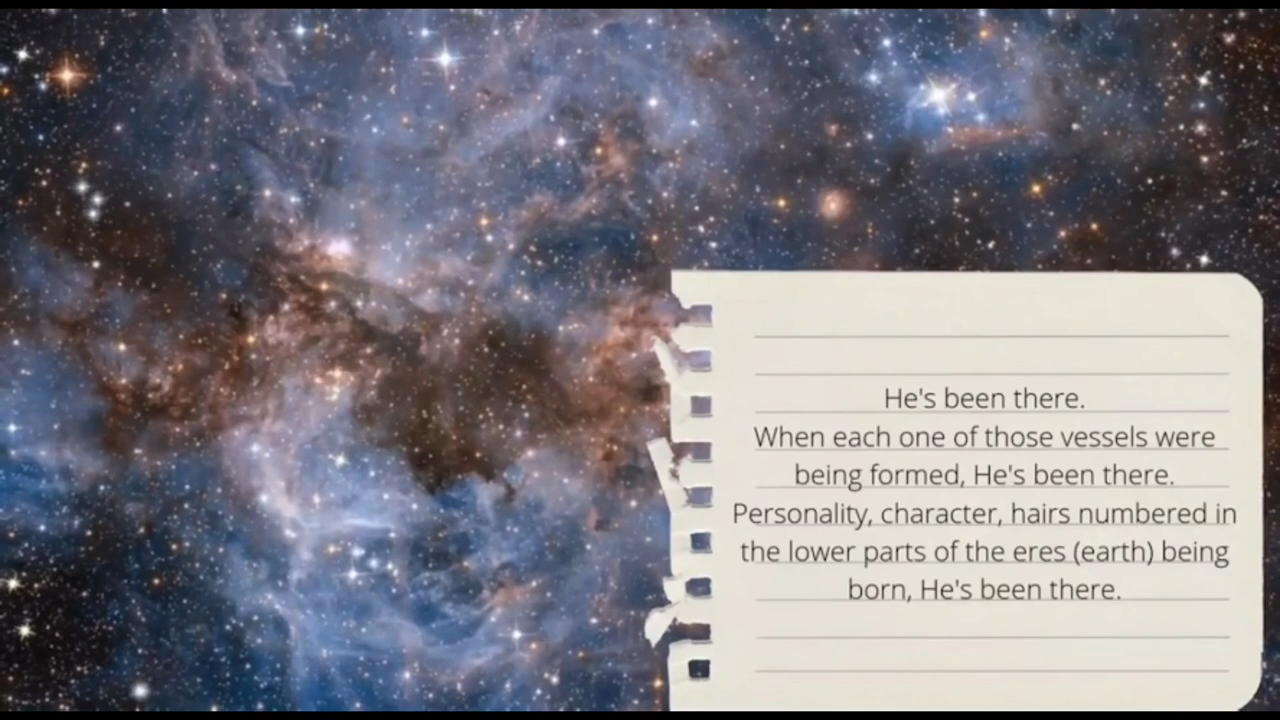 He's been there.
When each one of those vessels were
being formed, He's been there.
Personality, character, hairs numbered in
the lower parts of the eres (earth) being
born, He's been there.